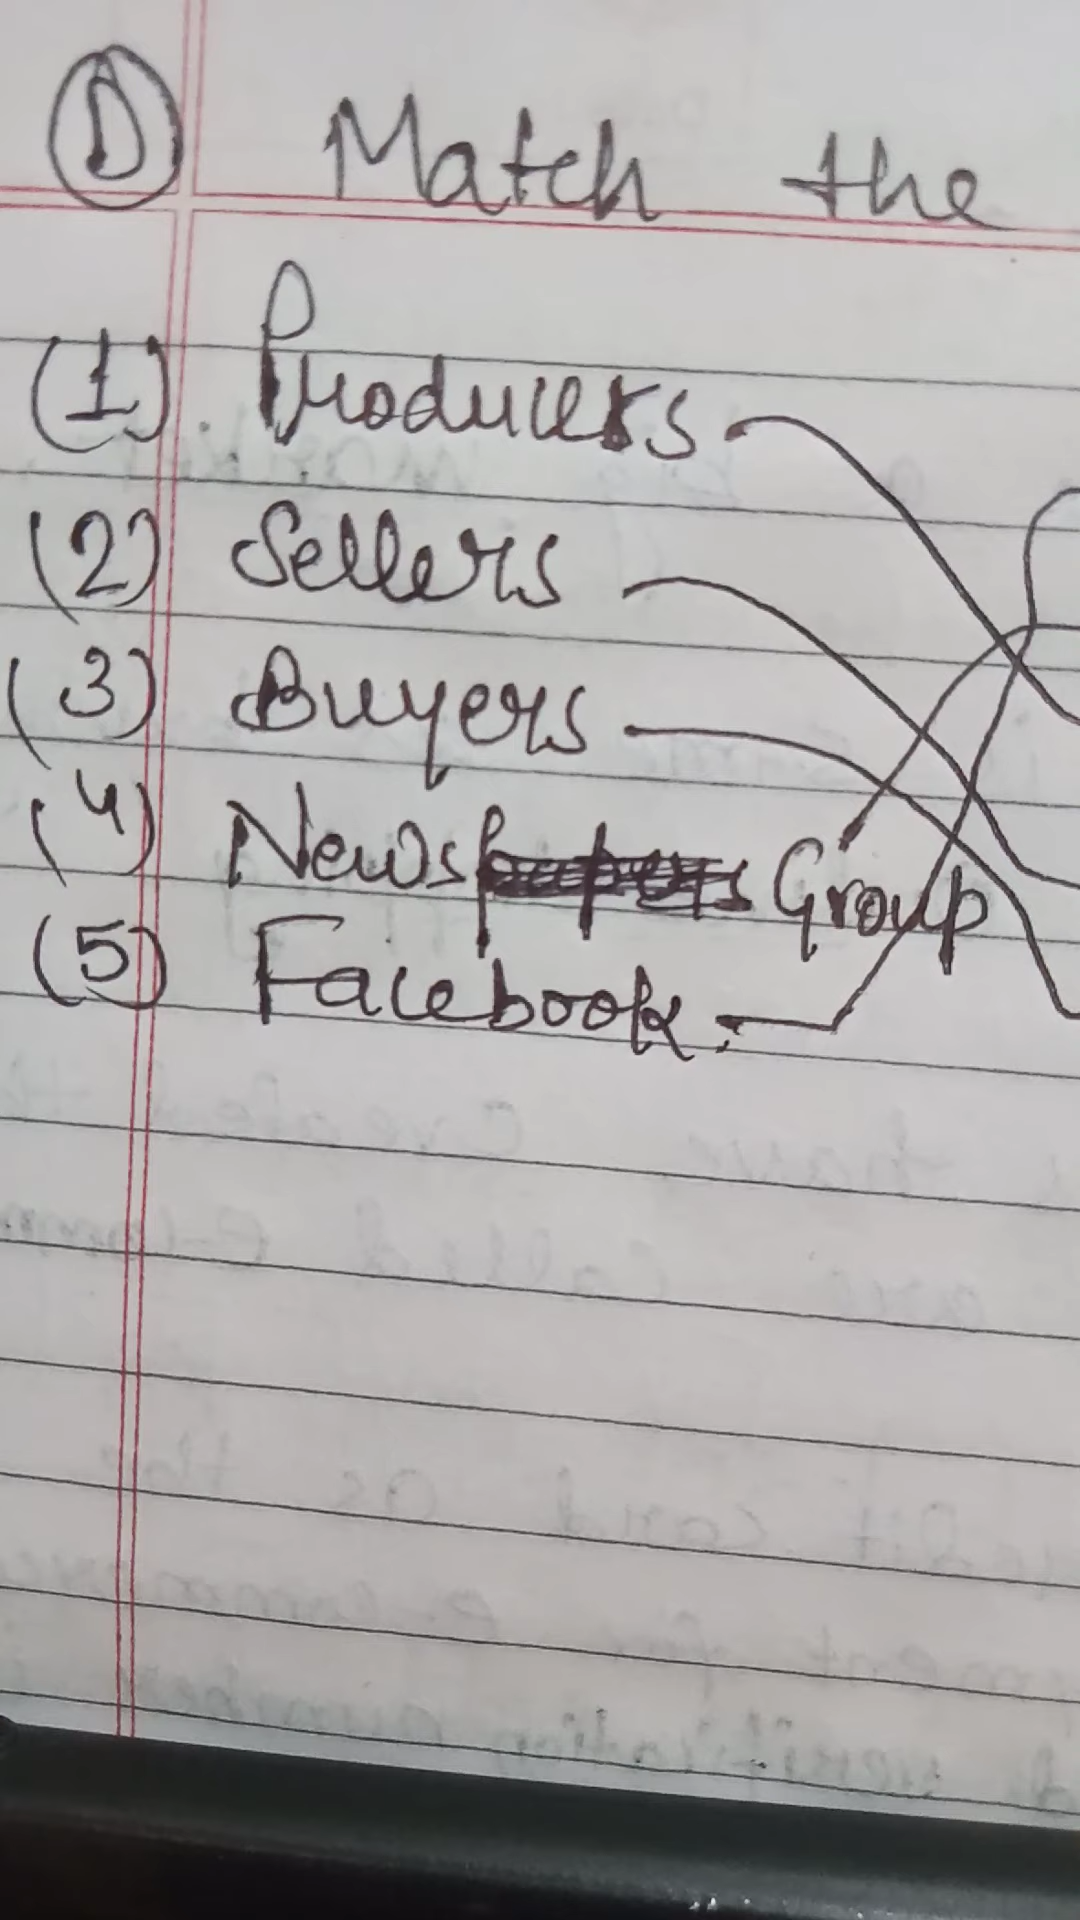 D Match the
(1) Producers
(2) Sellers
(3) Buyers
(4) News Group
(5) Facebook